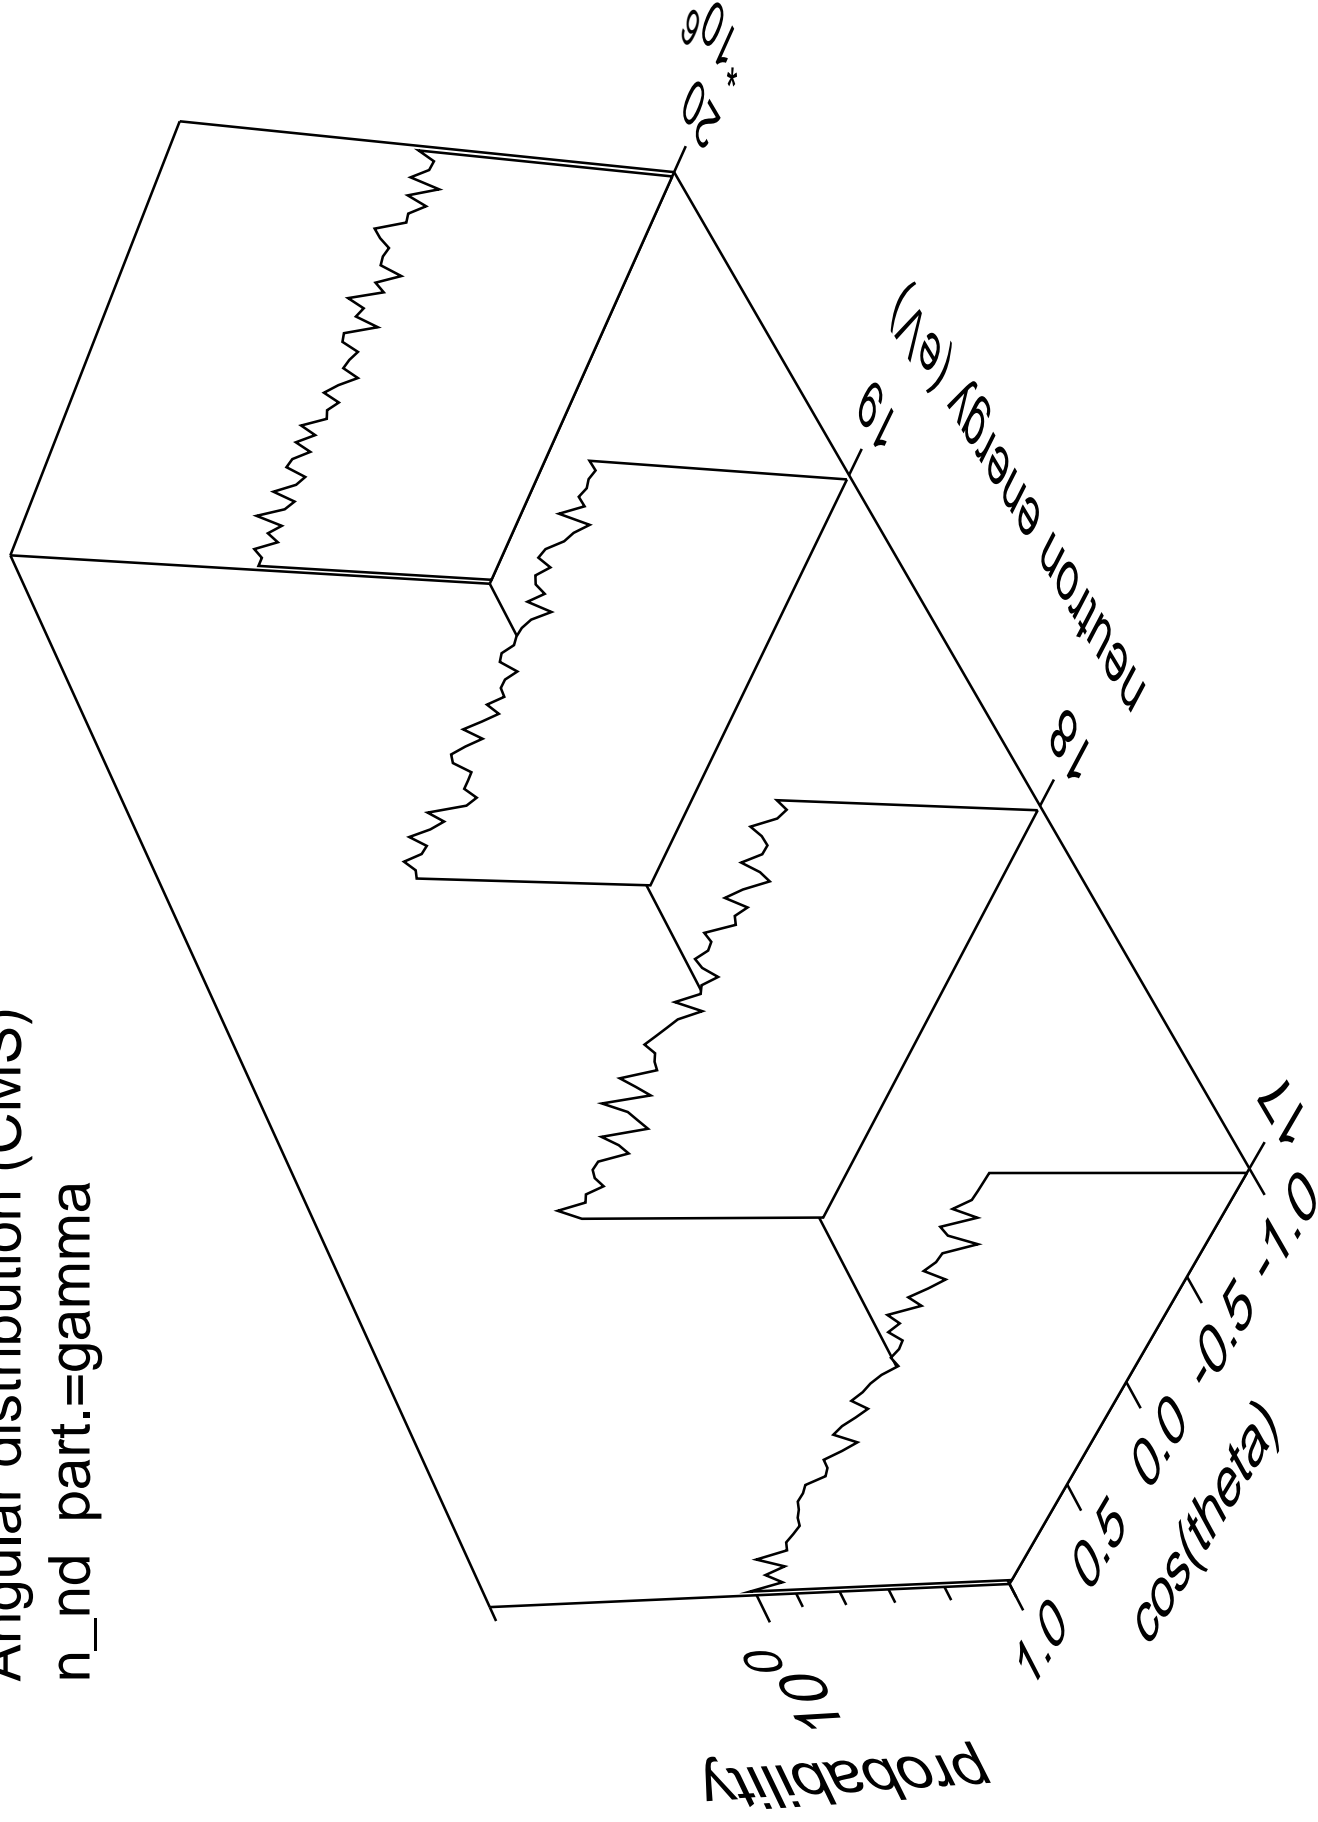 Angular distribution (CMS)
n_nd part.=gamma
probability
10 0
1.0 0.5 0.0 -0.5 -1.0
cos(theta)
17 18 19 20
* 10 6
neutron energy (eV)